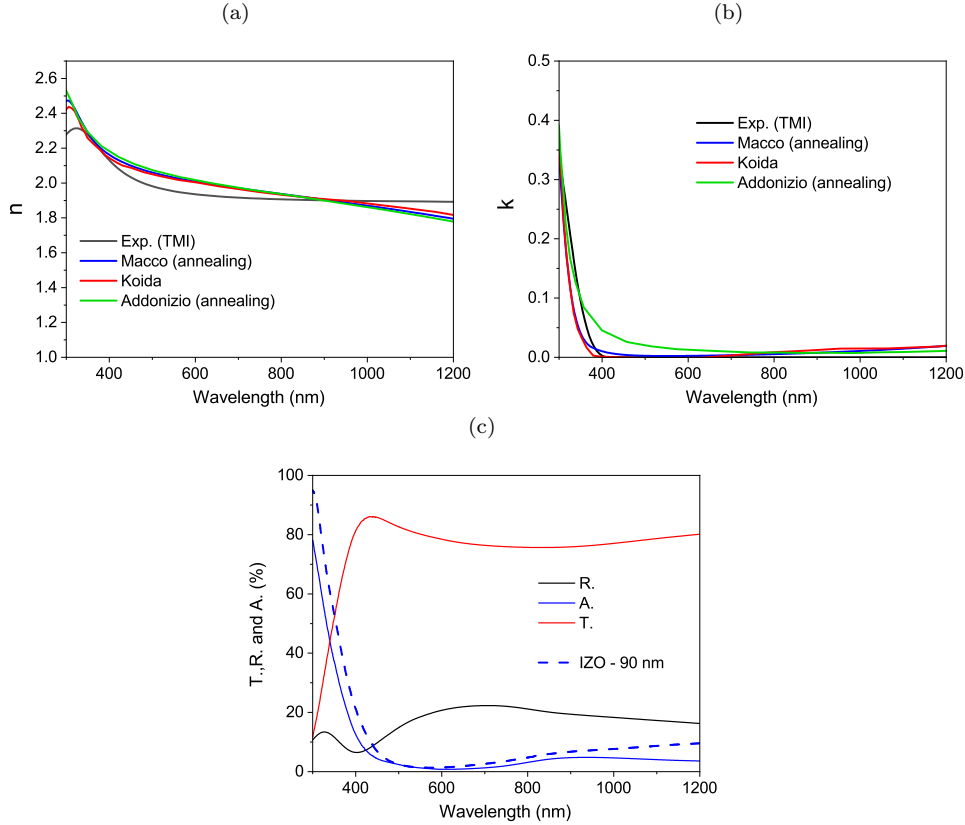 (a)
(b)
2.6
2.4
2.2
2.0
1.8
1.6
1.4
1.2
1.0
n
Exp. (TMI)
Macco (annealing)
Koida
Addonizio (annealing)
400
600
800
1000
1200
Wavelength (nm)
0.5
0.4
0.3
0.2
0.1
0.0
k
Exp. (TMI)
Macco (annealing)
Koida
Addonizio (annealing)
400
600
800
1000
1200
Wavelength (nm)
(c)
100
80
60
40
20
0
T.,R. and A. (%)
R.
A.
T.
IZO - 90 nm
400
600
800
1000
1200
Wavelength (nm)